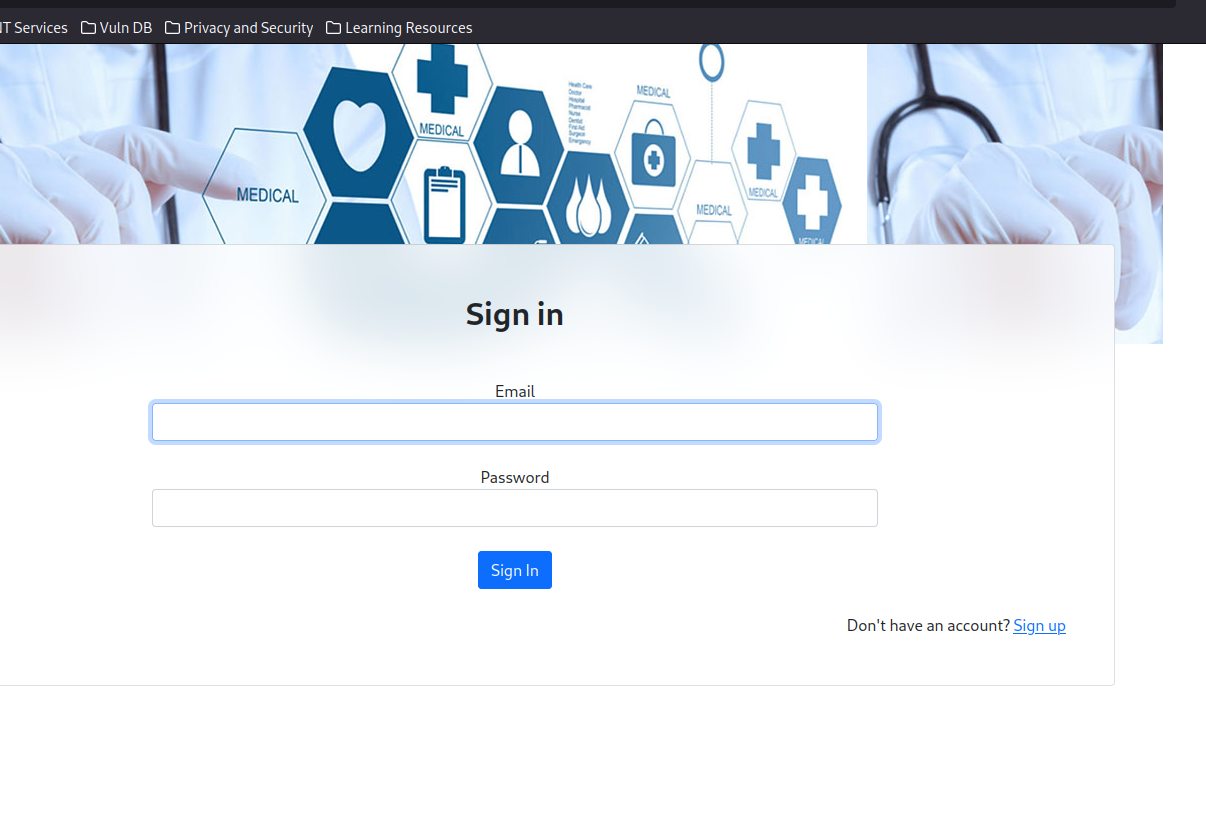 NT Services Vuln DB Privacy and Security Learning Resources
MEDICAL
MEDICAL
Health Care
Doctor
Hospital
Pharmacist
Nurse
Dentist
First Aid
Surgeon
Emergency
MEDICAL
MEDICAL
MEDICAL
MEDICAL
Sign in
Email
Password
Sign In
Don't have an account? Sign up